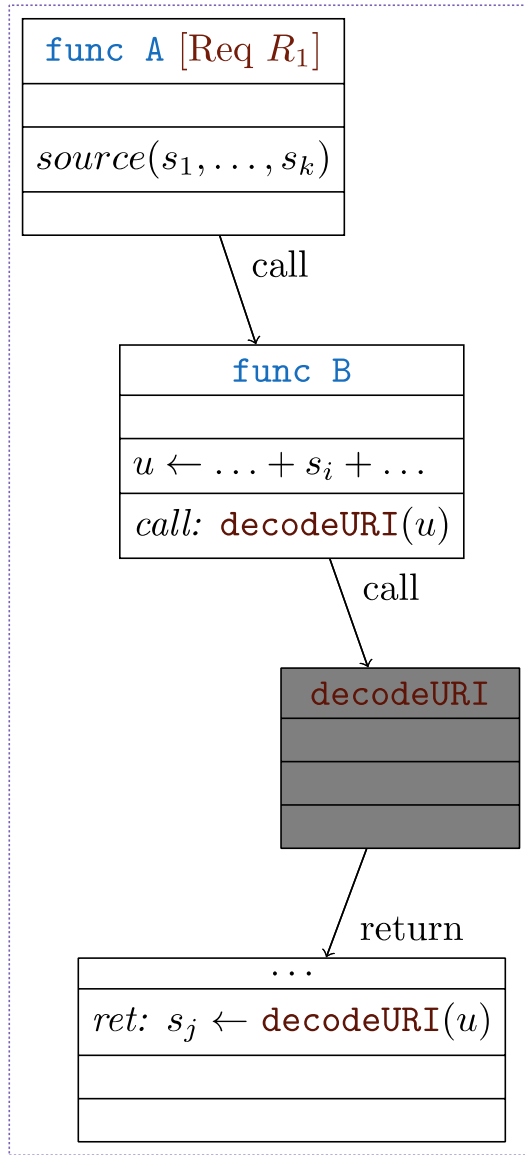 func A [Req R₁]
source(s₁, . . . , sₖ)
call
func B
u ← . . . + sᵢ + . . .
call: decodeURI(u)
call
decodeURI
return
. . .
ret: sⱼ ← decodeURI(u)